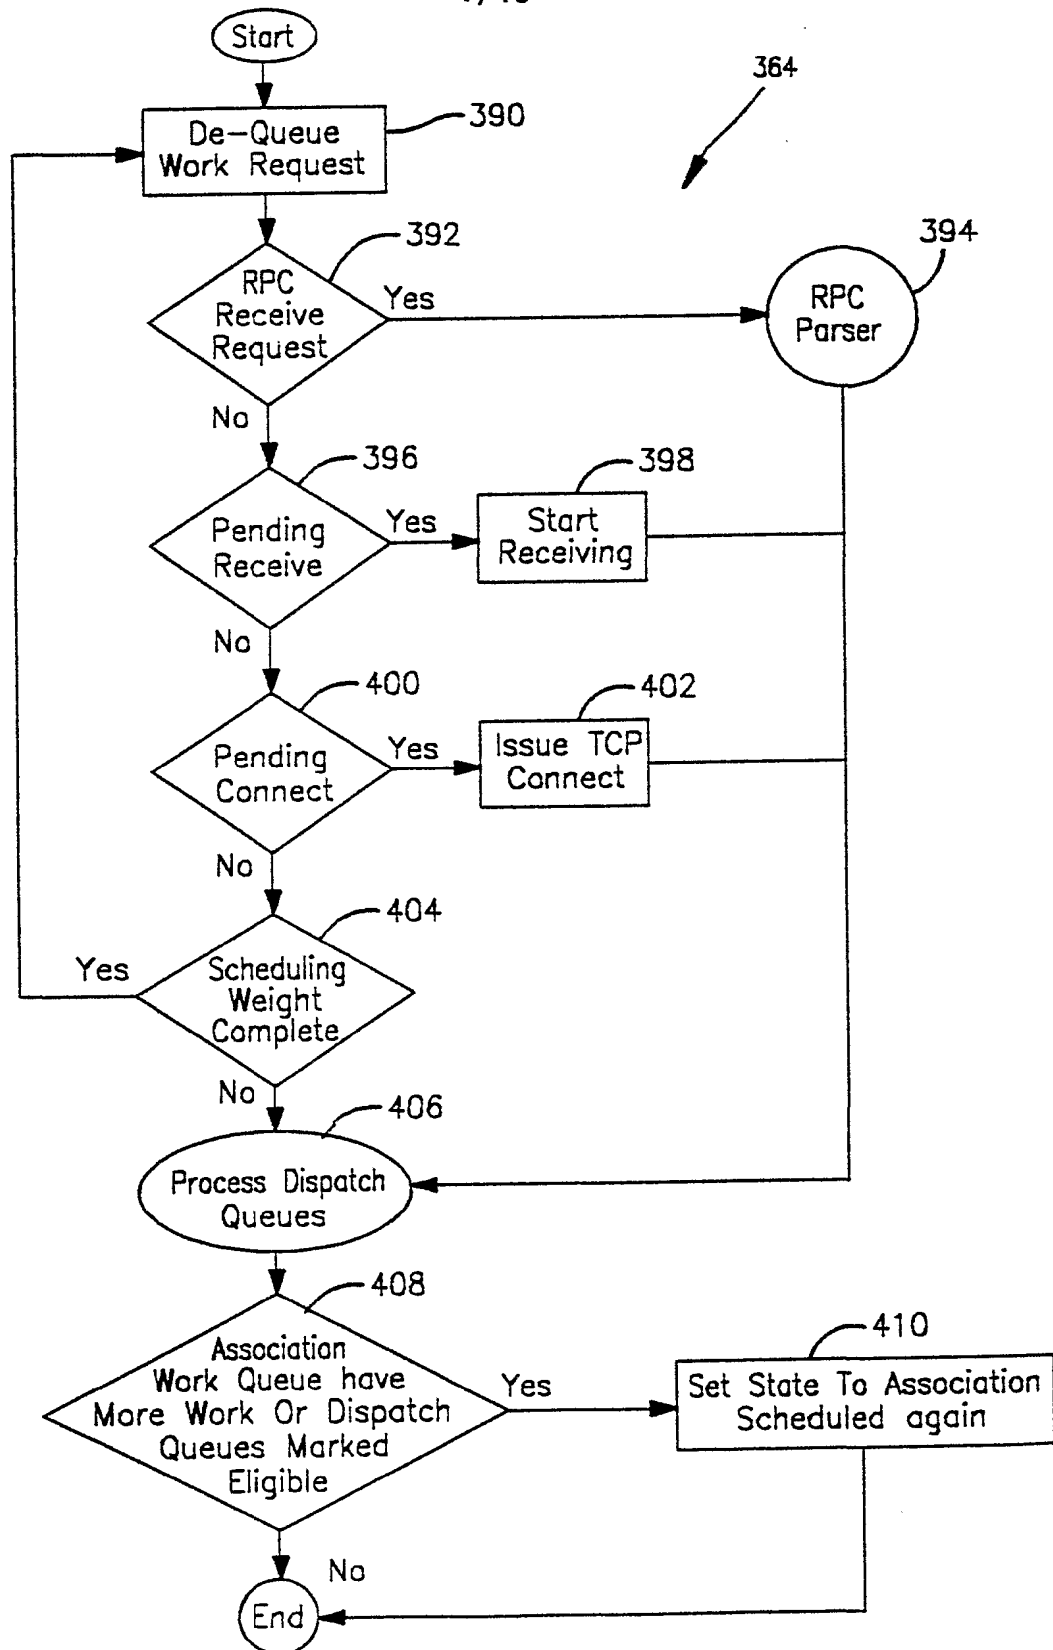 Start
364
390
De-Queue
Work Request
392
394
RPC
Receive
Request
Yes
RPC
Parser
No
396
398
Pending
Receive
Yes
Start
Receiving
No
400
402
Pending
Connect
Yes
Issue TCP
Connect
No
404
Yes
Scheduling
Weight
Complete
No
406
Process Dispatch
Queues
408
410
Association
Work Queue have
More Work Or Dispatch
Queues Marked
Eligible
Yes
Set State To Association
Scheduled again
No
End